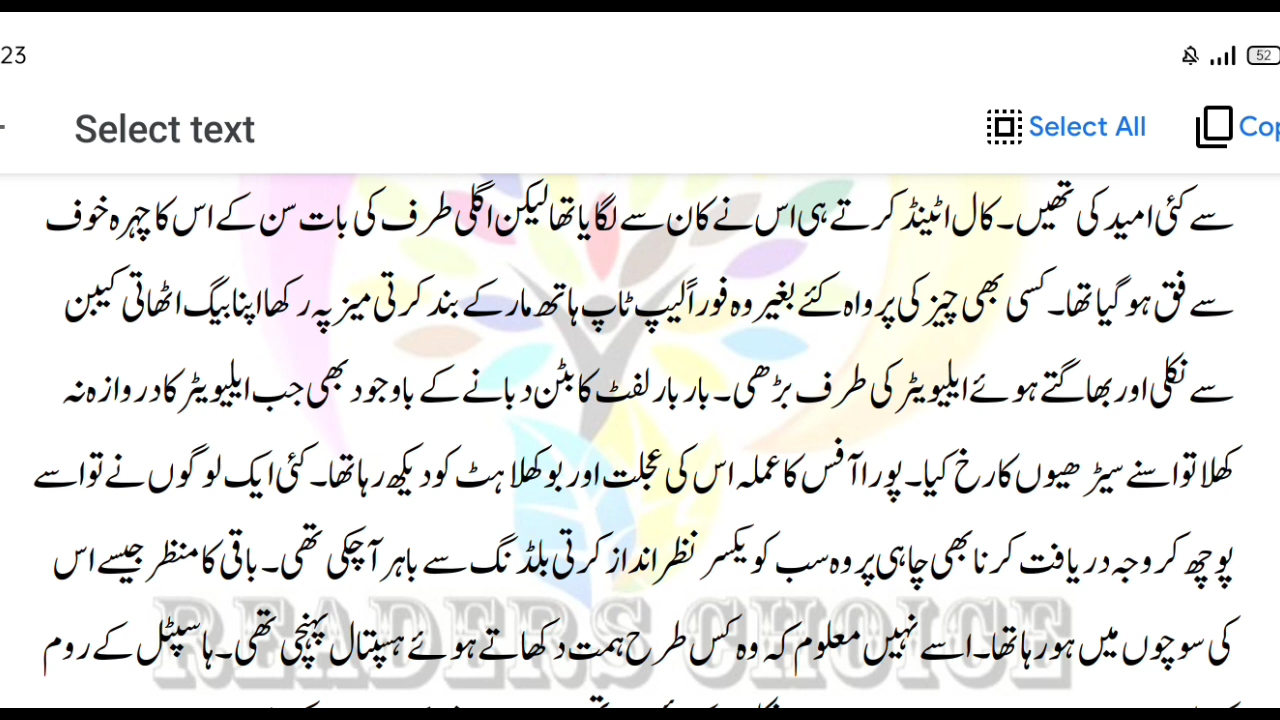 23
52
Select text
Select All
Cop
سے کئی امید کی تھیں۔ کال اٹینڈ کرتے ہی اس نے کان سے لگایا تھا لیکن اگلی طرف کی بات سن کے اس کا چہرہ خوف
سے فق ہو گیا تھا۔ کسی بھی چیز کی پرواہ کئے بغیر وہ فوراً لیپ ٹاپ ہاتھ مار کے بند کرتی میز پہ رکھا اپنا بیگ اٹھاتی کیبن
سے نکلی اور بھاگتے ہوئے ایلیویٹر کی طرف بڑھی۔ بار بار لفٹ کا بٹن دبانے کے باوجود بھی جب ایلیویٹر کا دروازہ نہ
کھلا تو اسنے سیڑھیوں کا رخ کیا۔ پورا آفس کا عملہ اس کی عجلت اور بوکھلاہٹ کو دیکھ رہا تھا۔ کئی ایک لوگوں نے تو اسے
پوچھ کر وجہ دریافت کرنا بھی چاہی پر وہ سب کو یکسر نظر انداز کرتی بلڈنگ سے باہر آچکی تھی۔ باقی کا منظر جیسے اس
کی سوچوں میں ہو رہا تھا۔ اسے نہیں معلوم کہ وہ کس طرح ہمت دکھاتے ہوئے ہسپتال پہنچی تھی۔ ہاسپٹل کے روم
READERS CHOICE